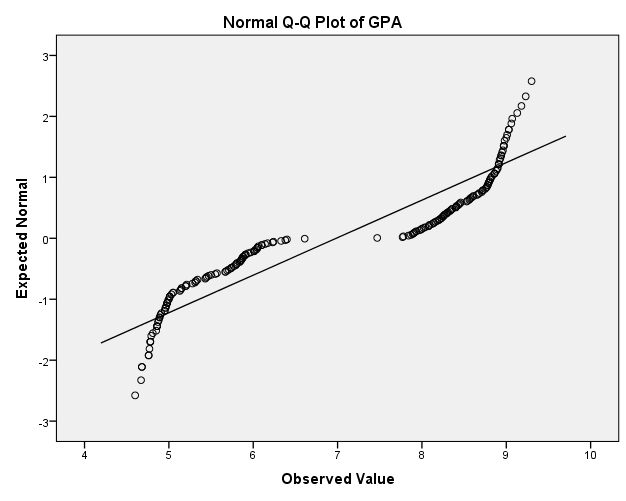 Normal Q-Q Plot of GPA
3
2
1
0
-1
-2
-3
Expected Normal
4 5 6 7 8 9 10
Observed Value